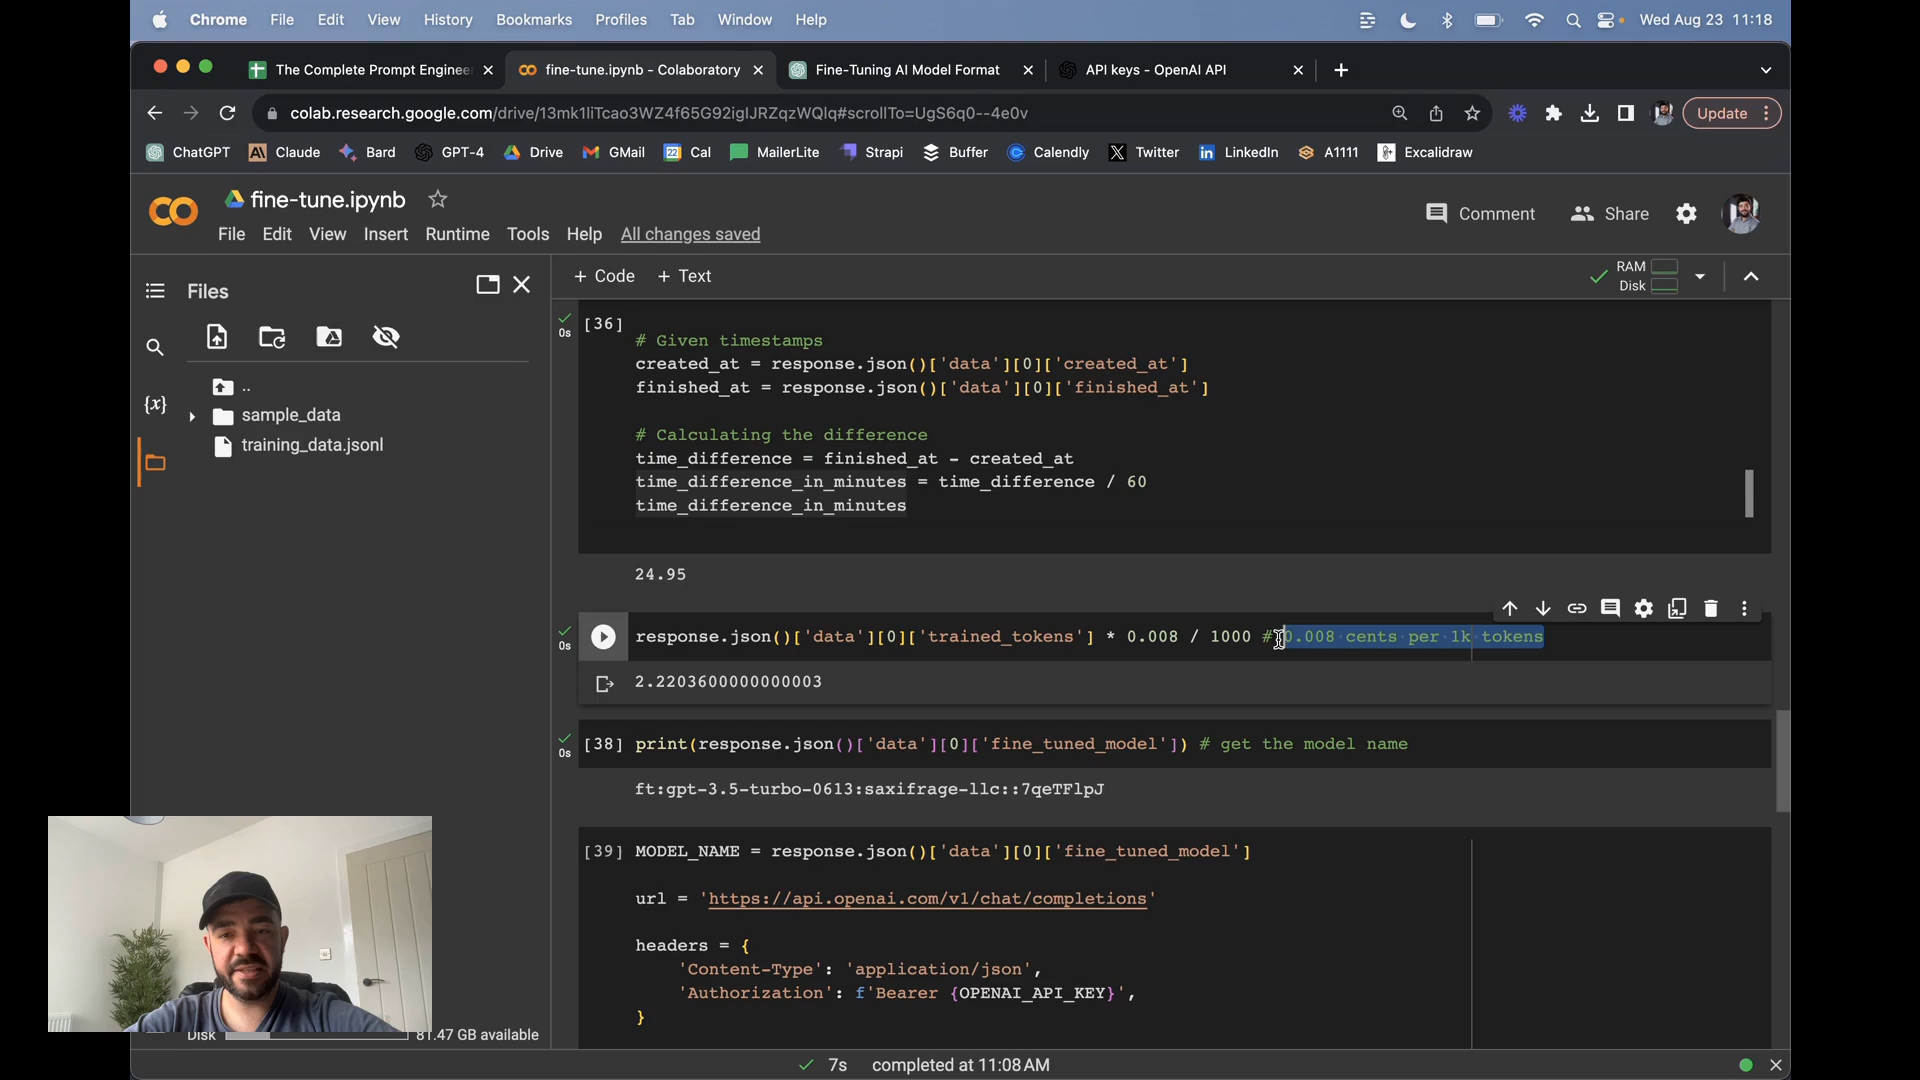 Chrome File Edit View History Bookmarks Profiles Tab Window Help Wed Aug 23 11:18
The Complete Prompt Enginee fine-tune.ipynb - Colaboratory Fine-Tuning AI Model Format API keys - OpenAI API
colab.research.google.com/drive/13mk1liTcao3WZ4f65G92iglJRZqzWQlq#scrollTo=UgS6q0--4e0v Update
ChatGPT Claude Bard GPT-4 Drive GMail 22 Cal MailerLite Strapi Buffer Calendly Twitter LinkedIn A1111 Excalidraw
fine-tune.ipynb
Comment Share
File Edit View Insert Runtime Tools Help All changes saved
+ Code + Text
RAM
Disk
Files
..
sample_data
training_data.jsonl
{x}
0s
[36]
# Given timestamps
created_at = response.json()['data'][0]['created_at']
finished_at = response.json()['data'][0]['finished_at']
# Calculating the difference
time_difference = finished_at - created_at
time_difference_in_minutes = time_difference / 60
time_difference_in_minutes
24.95
0s
response.json()['data'][0]['trained_tokens'] * 0.008 / 1000 # 0.008 cents per 1k tokens
2.2203600000000003
0s
[38] print(response.json()['data'][0]['fine_tuned_model']) # get the model name
ft:gpt-3.5-turbo-0613:saxifrage-llc::7qeTFlpJ
[39] MODEL_NAME = response.json()['data'][0]['fine_tuned_model']
url = 'https://api.openai.com/v1/chat/completions'
headers = {
'Content-Type': 'application/json',
'Authorization': f'Bearer {OPENAI_API_KEY}',
}
Disk 81.47 GB available
7s completed at 11:08 AM